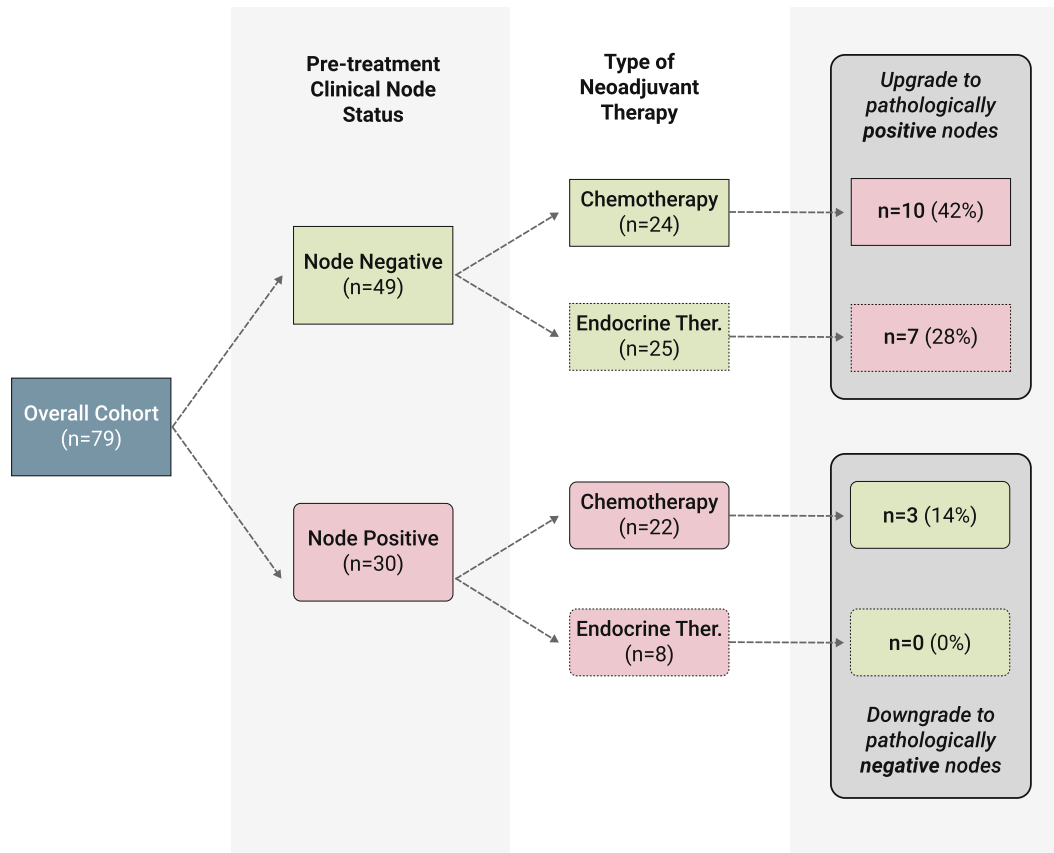 Pre-treatment
Clinical Node
Status
Type of
Neoadjuvant
Therapy
Upgrade to
pathologically
positive nodes
Chemotherapy
(n=24)
n=10 (42%)
Node Negative
(n=49)
Endocrine Ther.
(n=25)
n=7 (28%)
Overall Cohort
(n=79)
Chemotherapy
(n=22)
n=3 (14%)
Node Positive
(n=30)
Endocrine Ther.
(n=8)
n=0 (0%)
Downgrade to
pathologically
negative nodes